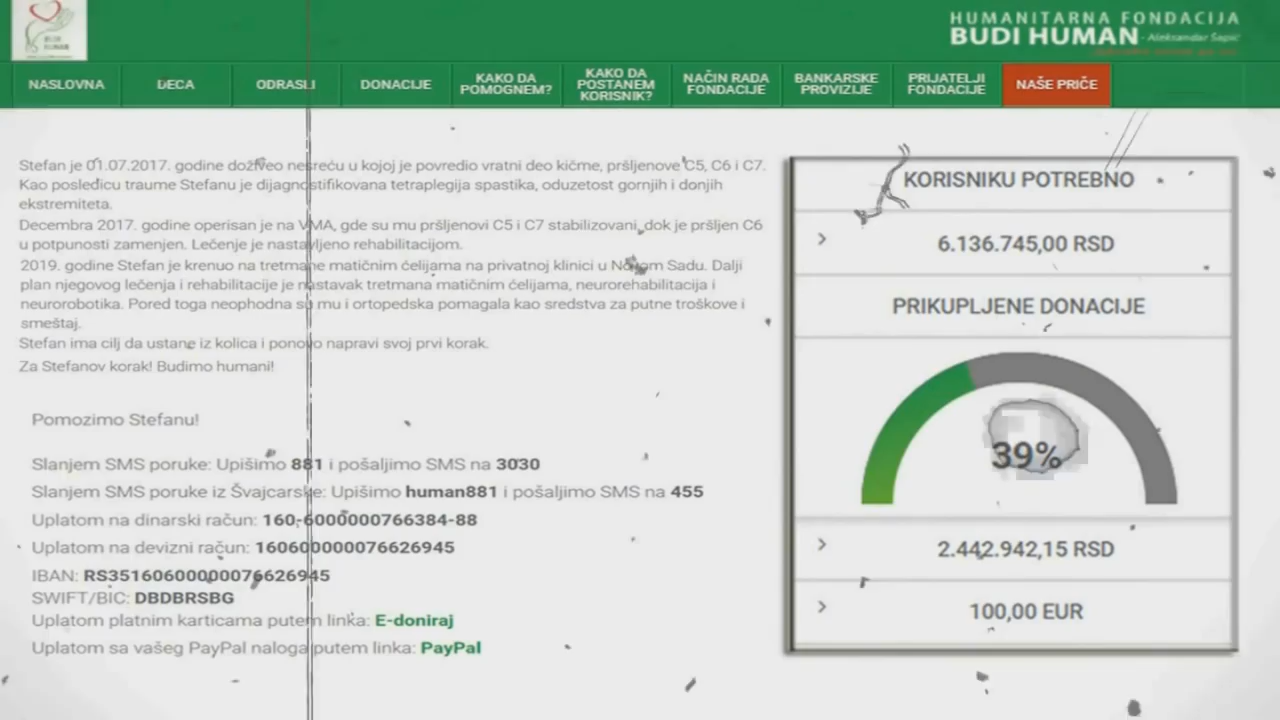 HUMANITARNA FONDACIJA
BUDI HUMAN - Aleksandar Šapić
NASLOVNA
DECA
ODRASLI
DONACIJE
KAKO DA
POMOGNEM?
KAKO DA
POSTANEM
KORISNIK?
NAČIN RADA
FONDACIJE
BANKARSKE
PROVIZIJE
PRIJATELJI
FONDACIJE
NAŠE PRIČE
Stefan je 01.07.2017. godine doživeo nesreću u kojoj je povredio vratni deo kičme, pršljenove C5, C6 i C7.
Kao posledicu traume Stefanu je dijagnostifikovana tetraplegija spastika, oduzetost gornjih i donjih
ekstremiteta.
Decembra 2017. godine operisan je na VMA, gde su mu pršljenovi C5 i C7 stabilizovani, dok je pršljen C6
u potpunosti zamenjen. Lečenje je nastavljeno rehabilitacijom.
2019. godine Stefan je krenuo na tretmane matičnim ćelijama na privatnoj klinici u Novom Sadu. Dalji
plan njegovog lečenja i rehabilitacije je nastavak tretmana matičnim ćelijama, neurorehabilitacija i
neurorobotika. Pored toga neophodna su mu i ortopedska pomagala kao sredstva za putne troškove i
smeštaj.
Stefan ima cilj da ustane iz kolica i ponovo napravi svoj prvi korak.
Za Stefanov korak! Budimo humani!
Pomozimo Stefanu!
Slanjem SMS poruke: Upišimo 881 i pošaljimo SMS na 3030
Slanjem SMS poruke iz Švajcarske: Upišimo human881 i pošaljimo SMS na 455
Uplatom na dinarski račun: 160-6000000766384-88
Uplatom na devizni račun: 160600000076626945
IBAN: RS35160600000076626945
SWIFT/BIC: DBDBRSBG
Uplatom platnim karticama putem linka: E-doniraj
Uplatom sa vašeg PayPal naloga putem linka: PayPal
KORISNIKU POTREBNO
6.136.745,00 RSD
PRIKUPLJENE DONACIJE
39%
2.442.942,15 RSD
100,00 EUR